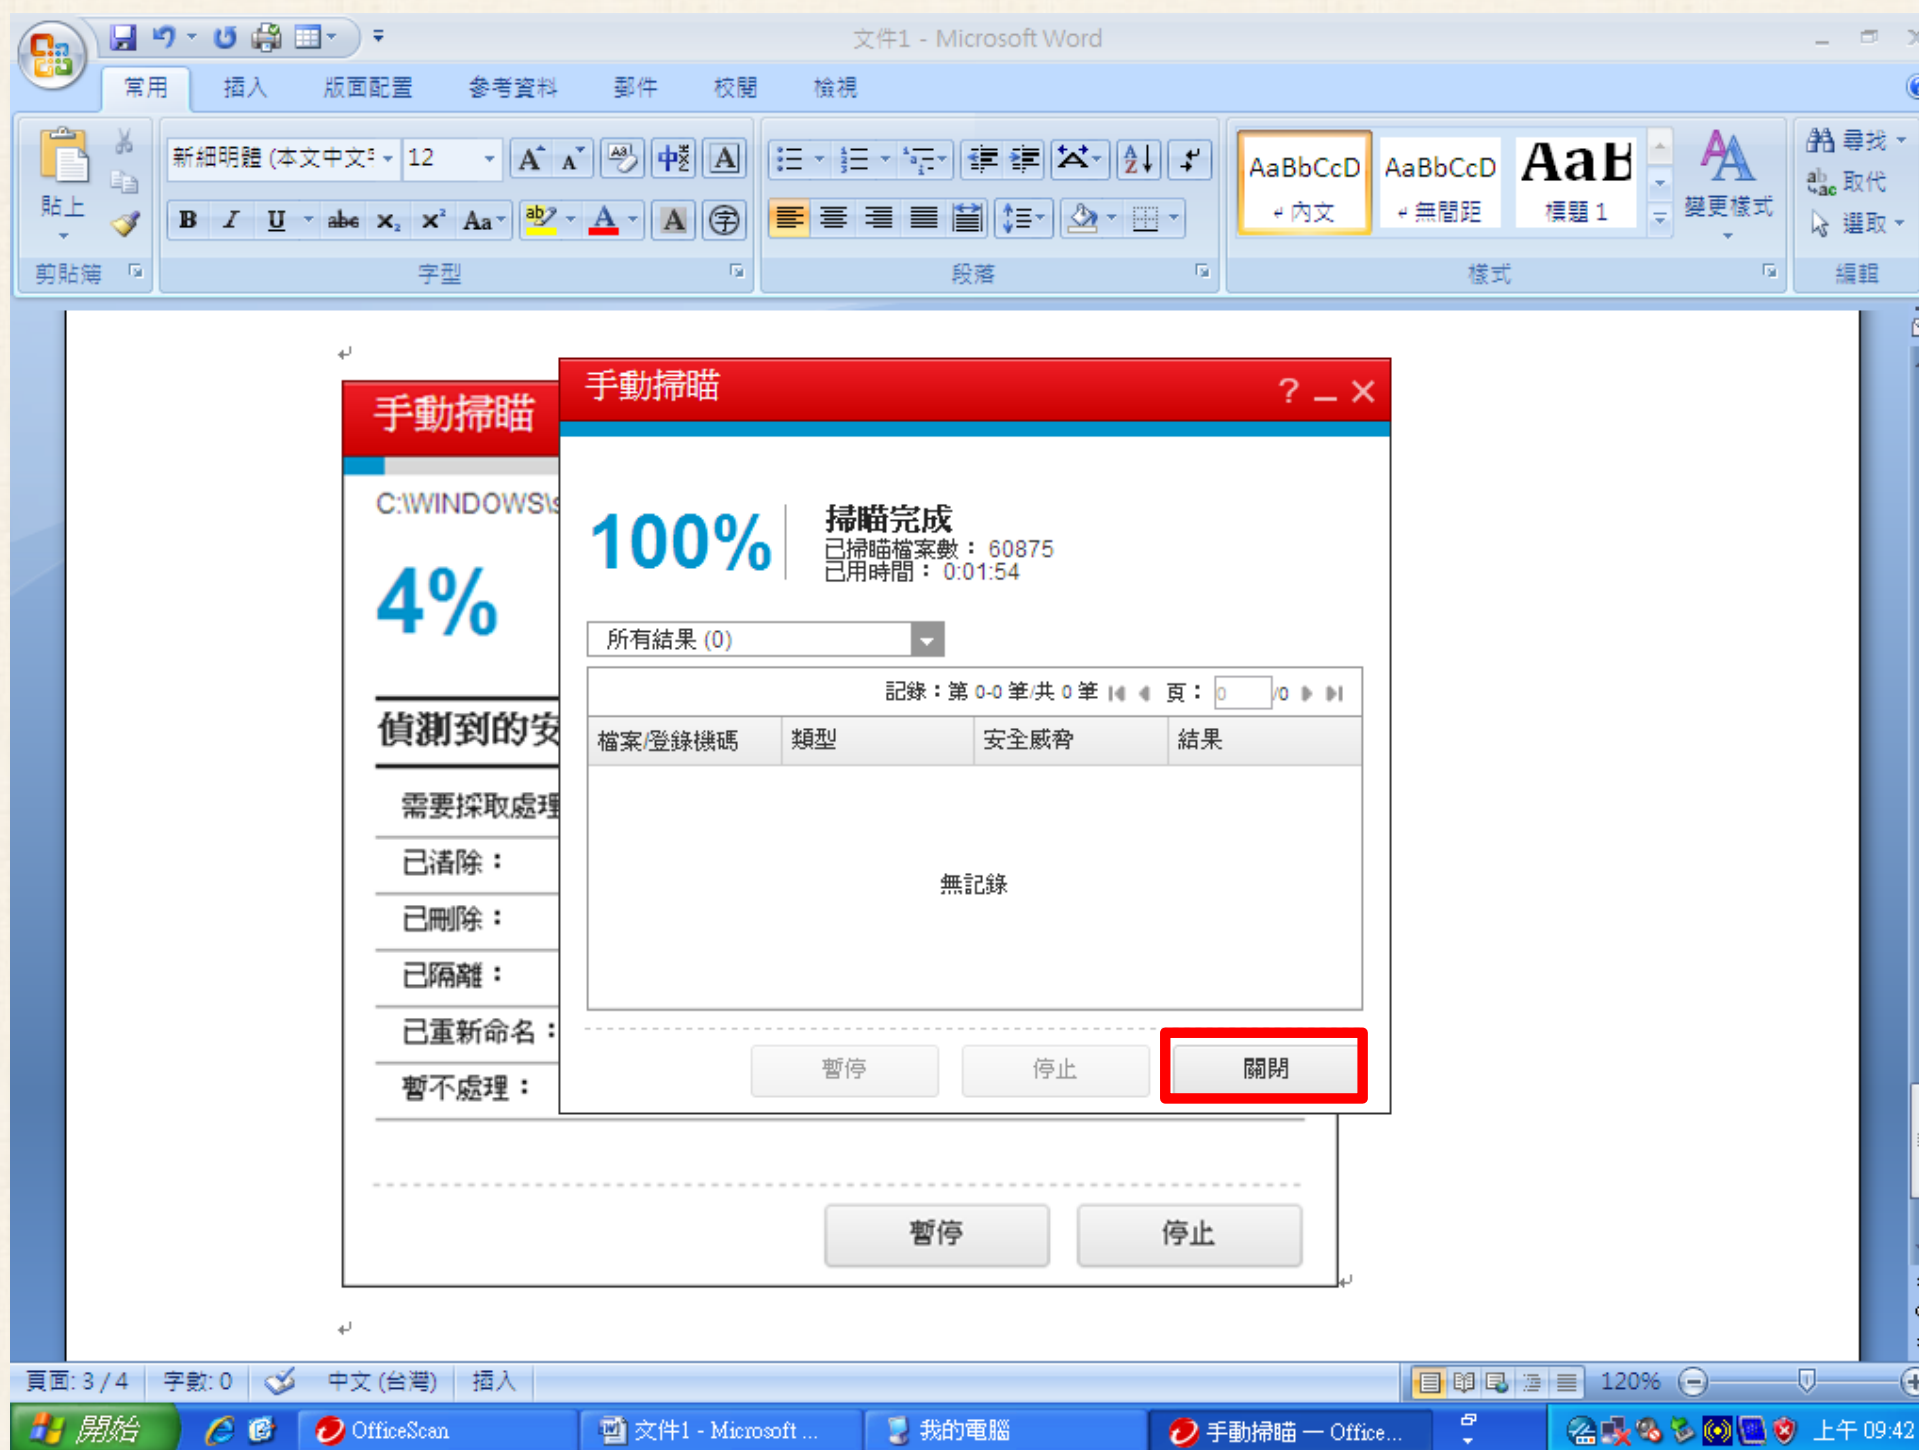 文件1 - Microsoft Word
常用 插入 版面配置 參考資料 郵件 校閱 檢視
貼上
剪貼簿
新細明體 (本文中文 12
B I U abc x₂ x² Aa
字型
段落
AaBbCcD
內文
AaBbCcD
無間距
AaB
標題 1
變更樣式
樣式
尋找
取代
選取
編輯
手動掃瞄
C:\WINDOWS\s
4%
偵測到的安
需要採取處理
已清除：
已刪除：
已隔離：
已重新命名：
暫不處理：
暫停 停止
手動掃瞄
100%
掃瞄完成
已掃瞄檔案數： 60875
已用時間： 0:01:54
所有結果 (0)
記錄：第 0-0 筆/共 0 筆 頁： 0 /0
檔案/登錄機碼 類型 安全威脅 結果
無記錄
暫停 停止 關閉
頁面: 3 / 4 字數: 0 中文 (台灣) 插入 120%
開始 OfficeScan 文件1 - Microsoft ... 我的電腦 手動掃瞄 — Office... 上午 09:42